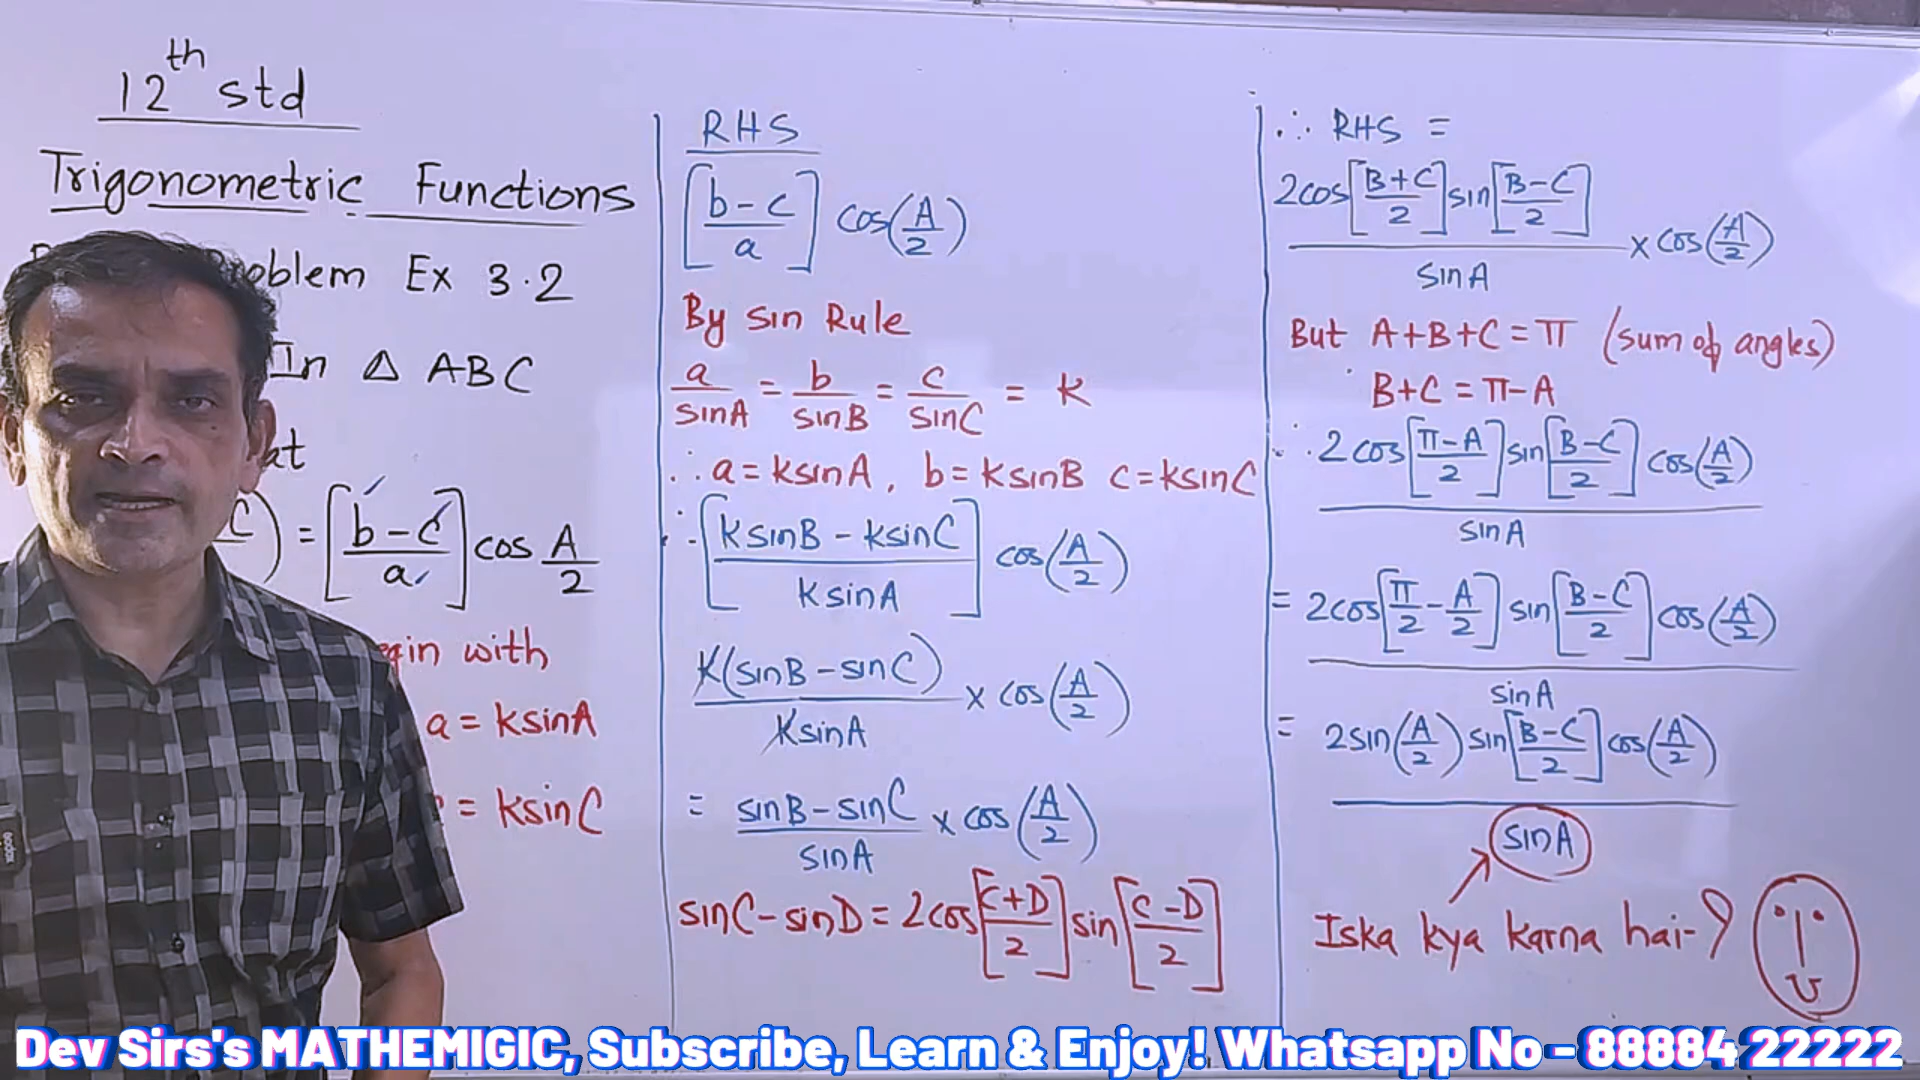 12th std
Trigonometric Functions
Problem Ex 3.2
In △ ABC
at
C) = [b-c/a] cos A/2
gin with
a = ksinA
= ksinC
RHS
[b-c/a] cos(A/2)
By sin Rule
a/sinA = b/sinB = c/sinC = k
∴ a = ksinA, b = ksinB c = ksinC
∴ [ksinB - ksinC/ksinA] cos(A/2)
K(sinB - sinC)/KsinA x cos(A/2)
= sinB - sinC/sinA x cos(A/2)
sinC - sinD = 2cos[C+D/2] sin[C-D/2]
∴ RHS =
2cos[B+C/2] sin[B-C/2]/sinA x cos(A/2)
But A+B+C = π (sum of angles)
B+C = π-A
∴ 2cos[π-A/2] sin[B-C/2] cos(A/2)/sinA
= 2cos[π/2 - A/2] sin[B-C/2] cos(A/2)/sinA
= 2sin(A/2) sin[B-C/2] cos(A/2)/sinA
Iska kya karna hai-?
Dev Sirs's MATHEMIGIC, Subscribe, Learn & Enjoy! Whatsapp No - 88884 22222